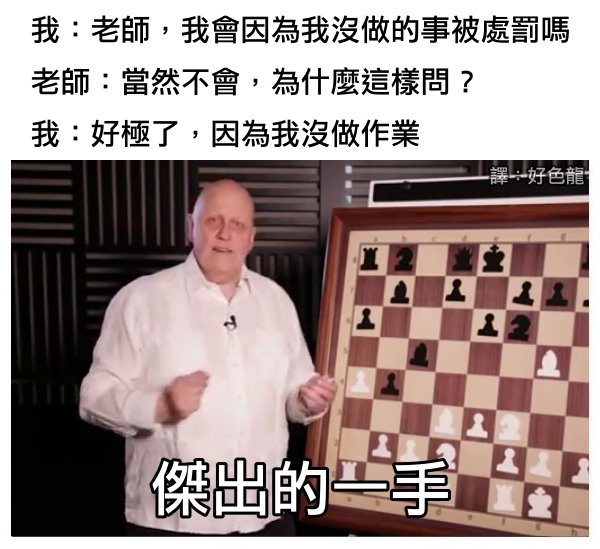 我：老師，我會因為我沒做的事被處罰嗎
老師：當然不會，為什麼這樣問？
我：好極了，因為我沒做作業
譯：好色龍
傑出的一手